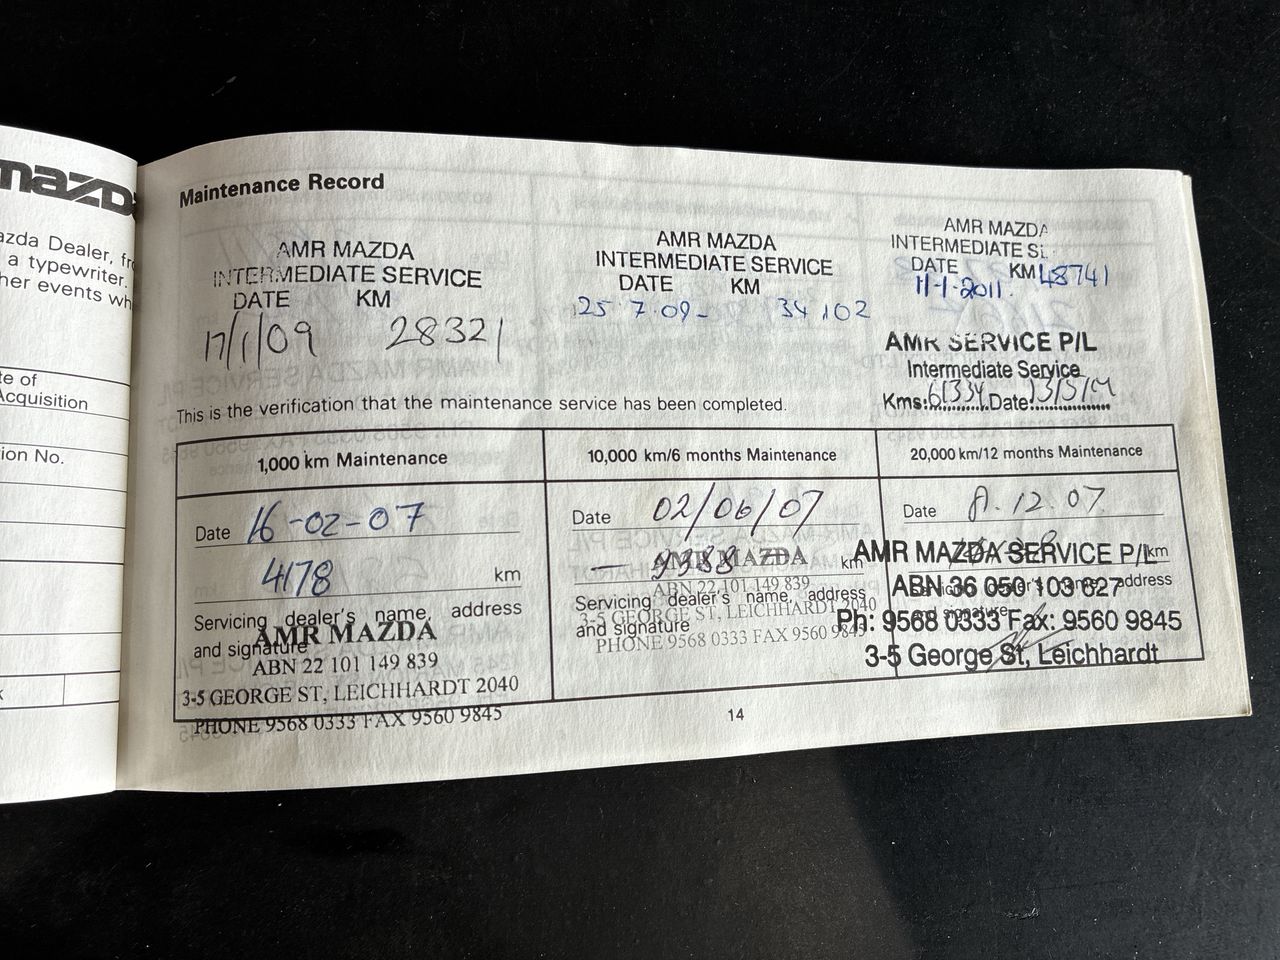 mazda
azda Dealer,
a typewriter.
her events
te of
Acquisition
ion No.
Maintenance Record
AMR MAZDA
INTERMEDIATE SERVICE
DATE KM
17/1/09 28321
AMR MAZDA
INTERMEDIATE SERVICE
DATE KM
25 7.09- 34102
AMR MAZDA
INTERMEDIATE
DATE KM 48741
11-1-2011.
AMR SERVICE P/L
Intermediate Service
Kms: 61334 Date:
This is the verification that the maintenance service has been completed.
1,000 km Maintenance
Date 16-02-07
4178 km
Servicing dealer's name, address
and signature
AMR MAZDA
ABN 22 101 149 839
3-5 GEORGE ST, LEICHHARDT 2040
PHONE 9568 0333 FAX 9560 9845
10,000 km/6 months Maintenance
Date 02/06/07
- 9388 km
AMR MAZDA
ABN 22 101 149 839
Servicing dealer's name, address
3-5 GEORGE ST, LEICHHARDT 2040
and signature
PHONE 9568 0333 FAX 9560 9845
20,000 km/12 months Maintenance
Date 8.12.07
km
AMR MAZDA SERVICE P/L
ABN 36 050 103 627
address
and signature
Ph: 9568 0333 Fax: 9560 9845
3-5 George St, Leichhardt
14